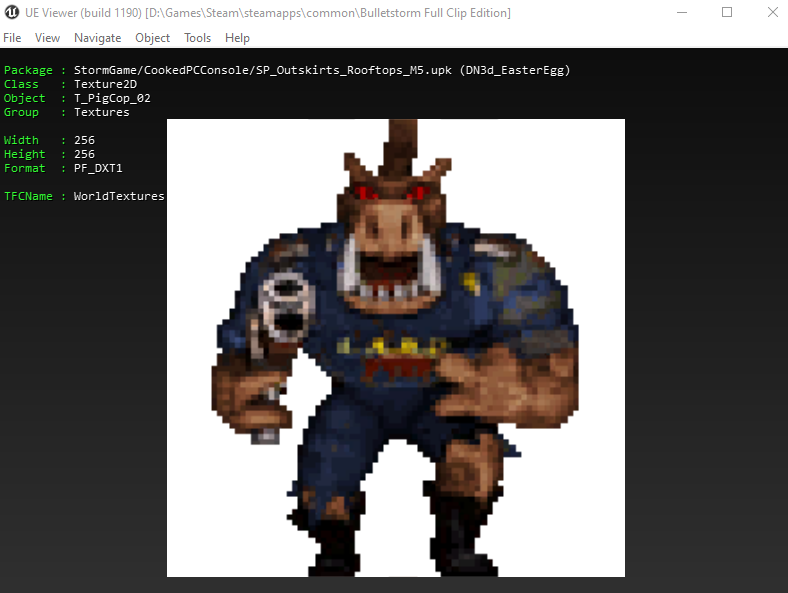 UE Viewer (build 1190) [D:\Games\Steam\steamapps\common\Bulletstorm Full Clip Edition]
File View Navigate Object Tools Help
Package : StormGame/CookedPCConsole/SP_Outskirts_Rooftops_M5.upk (DN3d_EasterEgg)
Class : Texture2D
Object : T_PigCop_02
Group : Textures
Width : 256
Height : 256
Format : PF_DXT1
TFCName : WorldTextures